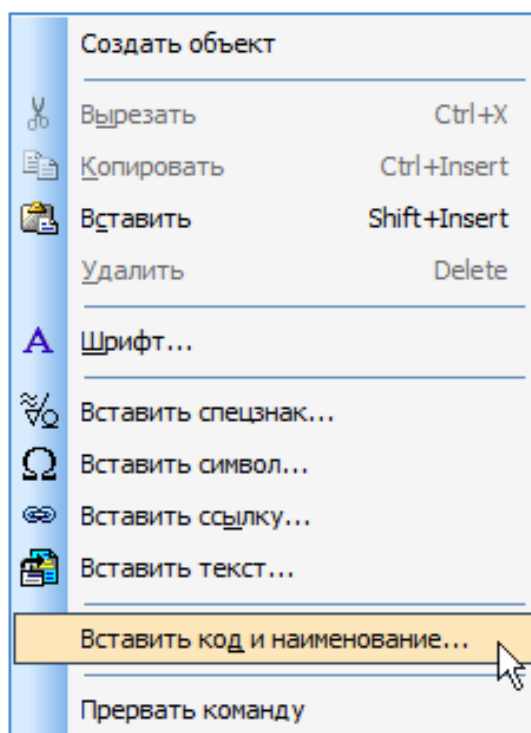 Создать объект
Вырезать Ctrl+X
Копировать Ctrl+Insert
Вставить Shift+Insert
Удалить Delete
Шрифт...
Вставить спецзнак...
Вставить символ...
Вставить ссылку...
Вставить текст...
Вставить код и наименование...
Прервать команду